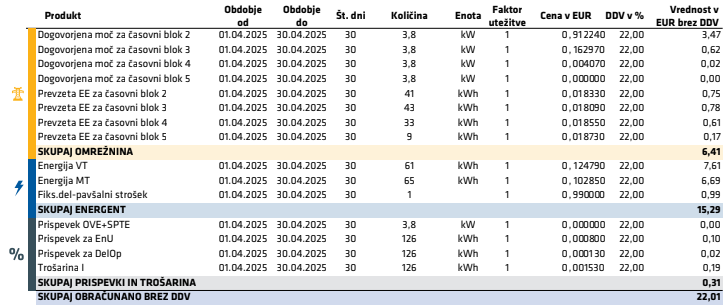 Produkt Obdobje od Obdobje do Št. dni Količina Enota Faktor utežitve Cena v EUR DDV v % Vrednost v EUR brez DDV
Dogovorjena moč za časovni blok 2 01.04.2025 30.04.2025 30 3,8 kW 1 0,912240 22,00 3,47
Dogovorjena moč za časovni blok 3 01.04.2025 30.04.2025 30 3,8 kW 1 0,162970 22,00 0,62
Dogovorjena moč za časovni blok 4 01.04.2025 30.04.2025 30 3,8 kW 1 0,004070 22,00 0,02
Dogovorjena moč za časovni blok 5 01.04.2025 30.04.2025 30 3,8 kW 1 0,000000 22,00 0,00
Prevzeta EE za časovni blok 2 01.04.2025 30.04.2025 30 41 kWh 1 0,018330 22,00 0,75
Prevzeta EE za časovni blok 3 01.04.2025 30.04.2025 30 43 kWh 1 0,018090 22,00 0,78
Prevzeta EE za časovni blok 4 01.04.2025 30.04.2025 30 33 kWh 1 0,018550 22,00 0,61
Prevzeta EE za časovni blok 5 01.04.2025 30.04.2025 30 9 kWh 1 0,018730 22,00 0,17
SKUPAJ OMREŽNINA 6,41
Energija VT 01.04.2025 30.04.2025 30 61 kWh 1 0,124790 22,00 7,61
Energija MT 01.04.2025 30.04.2025 30 65 kWh 1 0,102850 22,00 6,69
Fiks.del-pavšalni strošek 01.04.2025 30.04.2025 30 1 1 0,990000 22,00 0,99
SKUPAJ ENERGENT 15,29
Prispevek OVE+SPTE 01.04.2025 30.04.2025 30 3,8 kW 1 0,000000 22,00 0,00
Prispevek za EnU 01.04.2025 30.04.2025 30 126 kWh 1 0,000800 22,00 0,10
% Prispevek za DelOp 01.04.2025 30.04.2025 30 126 kWh 1 0,000130 22,00 0,02
Trošarina I 01.04.2025 30.04.2025 30 126 kWh 1 0,001530 22,00 0,19
SKUPAJ PRISPEVKI IN TROŠARINA 0,31
SKUPAJ OBRAČUNANO BREZ DDV 22,01